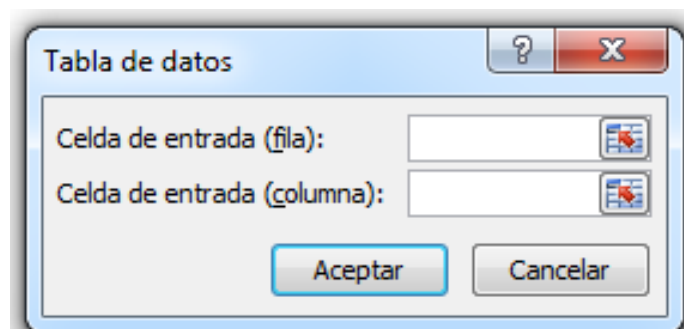 Tabla de datos
Celda de entrada (fila):
Celda de entrada (columna):
Aceptar Cancelar